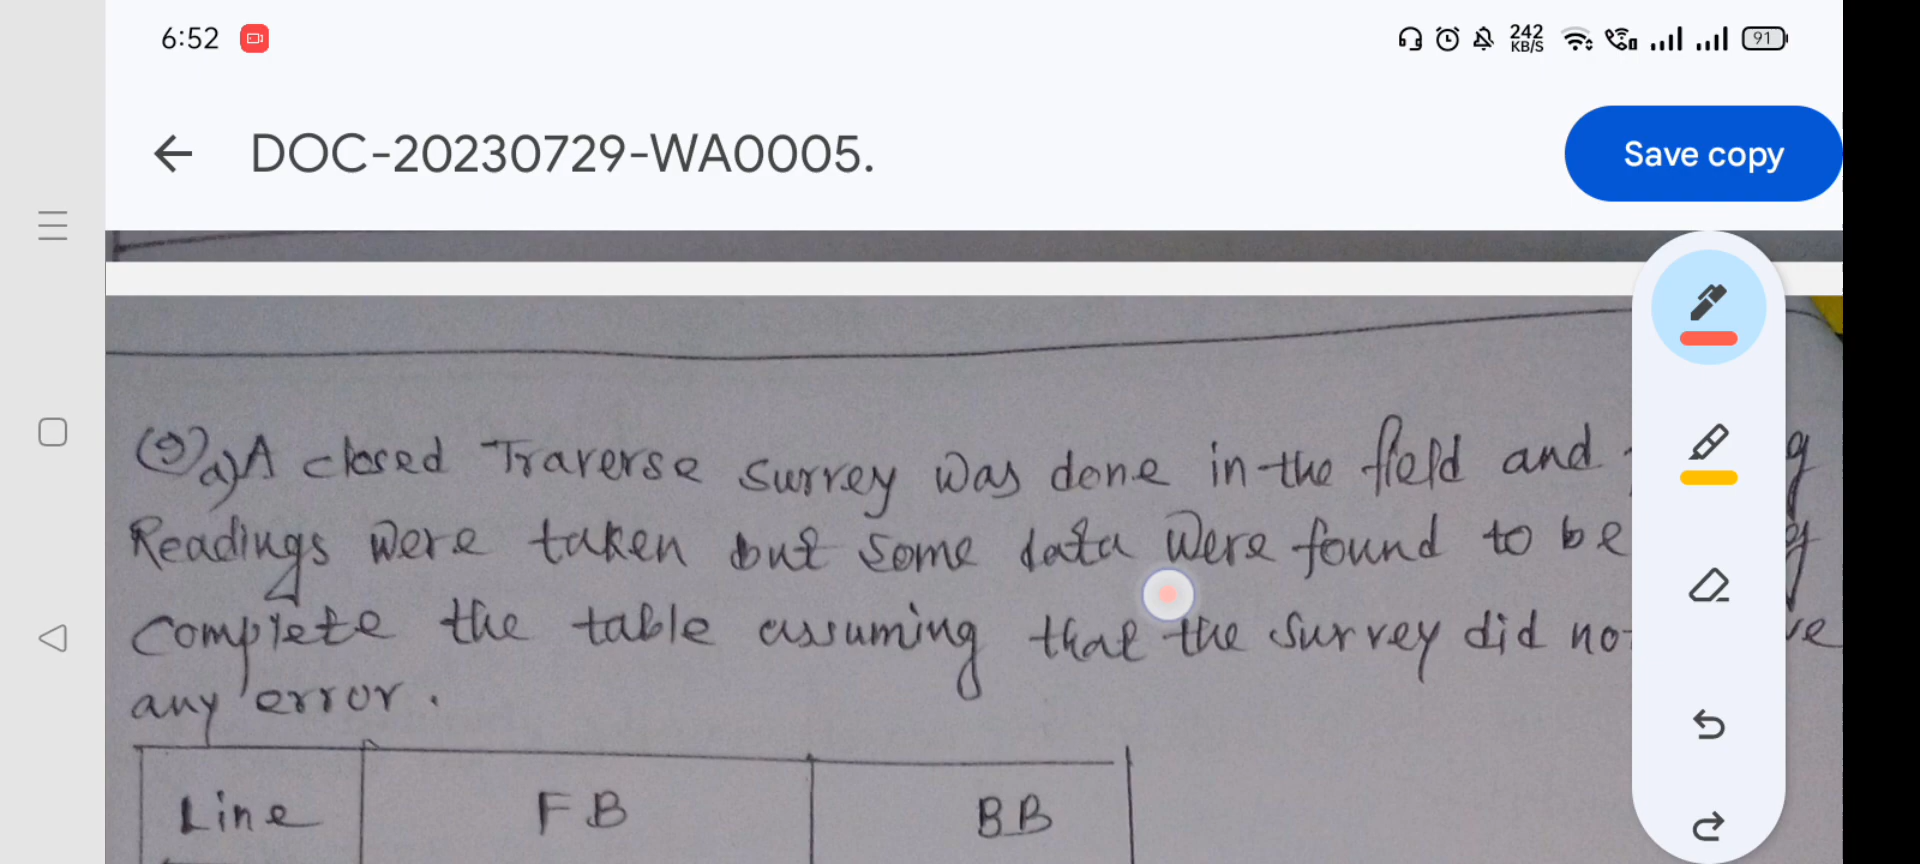 6:52
242
KB/S
91
DOC-20230729-WA0005.
Save copy
a) A closed Traverse survey was done in the field and
Readings were taken but some data were found to be
complete the table assuming that the survey did no
any error.
Line FB BB